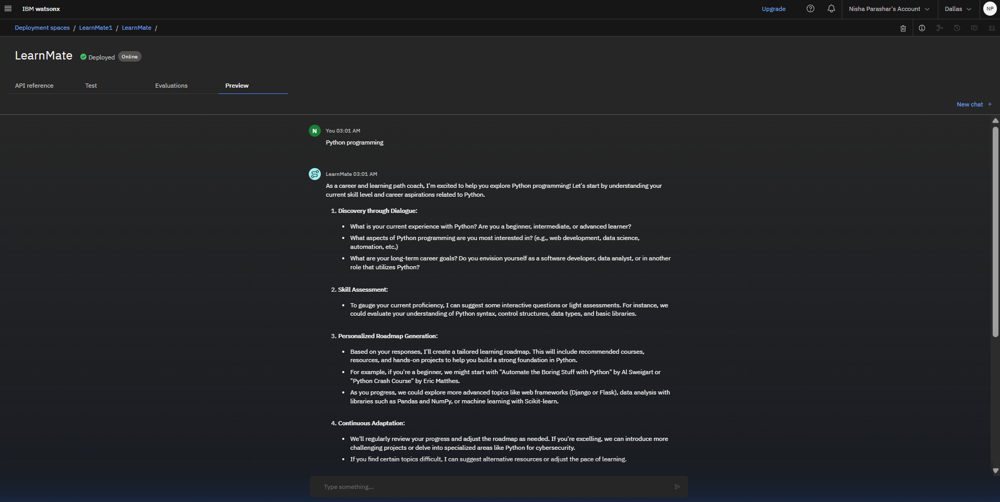 IBM watsonx
Upgrade
Nisha Parashar's Account
Dallas
NP
Deployment spaces / LearnMate1 / LearnMate /
LearnMate
Deployed
Online
API reference
Test
Evaluations
Preview
New chat +
N
You 03:01 AM
Python programming
LearnMate 03:01 AM
As a career and learning path coach, I'm excited to help you explore Python programming! Let's start by understanding your
current skill level and career aspirations related to Python.
1. Discovery through Dialogue:
• What is your current experience with Python? Are you a beginner, intermediate, or advanced learner?
• What aspects of Python programming are you most interested in? (e.g., web development, data science,
automation, etc.)
• What are your long-term career goals? Do you envision yourself as a software developer, data analyst, or in another
role that utilizes Python?
2. Skill Assessment:
• To gauge your current proficiency, I can suggest some interactive questions or light assessments. For instance, we
could evaluate your understanding of Python syntax, control structures, data types, and basic libraries.
3. Personalized Roadmap Generation:
• Based on your responses, I'll create a tailored learning roadmap. This will include recommended courses,
resources, and hands-on projects to help you build a strong foundation in Python.
• For example, if you're a beginner, we might start with "Automate the Boring Stuff with Python" by Al Sweigart or
"Python Crash Course" by Eric Matthes.
• As you progress, we could explore more advanced topics like web frameworks (Django or Flask), data analysis with
libraries such as Pandas and NumPy, or machine learning with Scikit-learn.
4. Continuous Adaptation:
• We'll regularly review your progress and adjust the roadmap as needed. If you're excelling, we can introduce more
challenging projects or delve into specialized areas like Python for cybersecurity.
• If you find certain topics difficult, I can suggest alternative resources or adjust the pace of learning.
Type something...